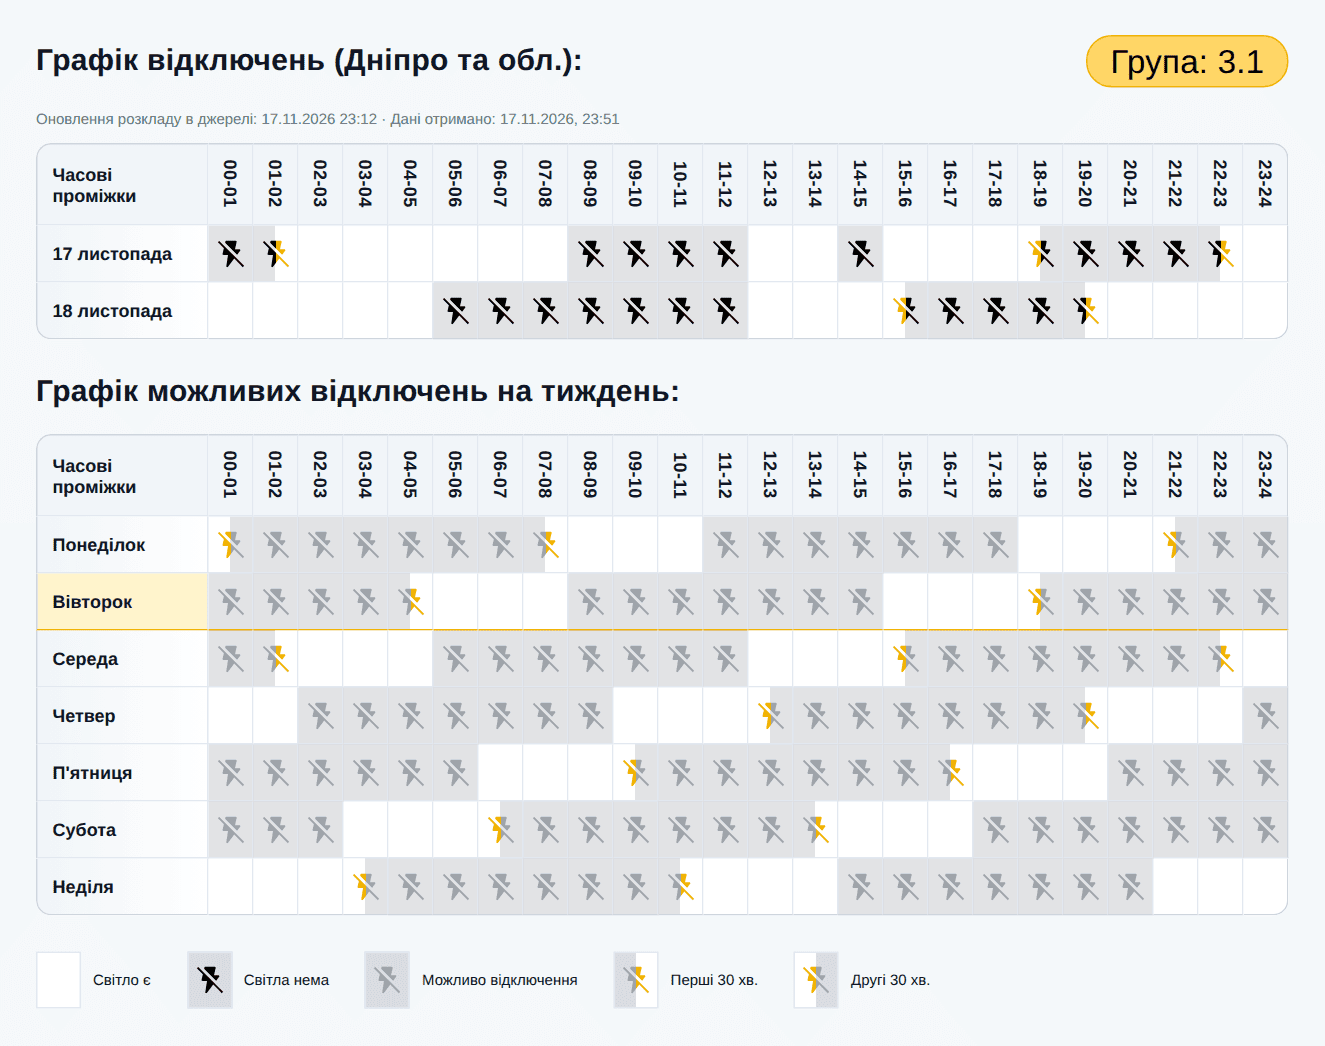 Графік відключень (Дніпро та обл.):
Група: 3.1
Оновлення розкладу в джерелі: 17.11.2026 23:12 · Дані отримано: 17.11.2026, 23:51
Часові
проміжки
00-01 01-02 02-03 03-04 04-05 05-06 06-07 07-08 08-09 09-10 10-11 11-12 12-13 13-14 14-15 15-16 16-17 17-18 18-19 19-20 20-21 21-22 22-23 23-24
17 листопада
18 листопада
Графік можливих відключень на тиждень:
Часові
проміжки
00-01 01-02 02-03 03-04 04-05 05-06 06-07 07-08 08-09 09-10 10-11 11-12 12-13 13-14 14-15 15-16 16-17 17-18 18-19 19-20 20-21 21-22 22-23 23-24
Понеділок
Вівторок
Середа
Четвер
П'ятниця
Субота
Неділя
Світло є
Світла нема
Можливо відключення
Перші 30 хв.
Другі 30 хв.